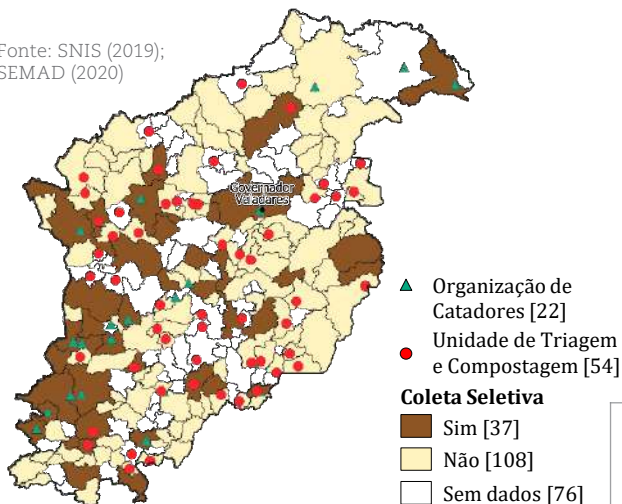 Fonte: SNIS (2019);
SEMAD (2020)
Governador
Valadares
Organização de
Catadores [22]
Unidade de Triagem
e Compostagem [54]
Coleta Seletiva
Sim [37]
Não [108]
Sem dados [76]